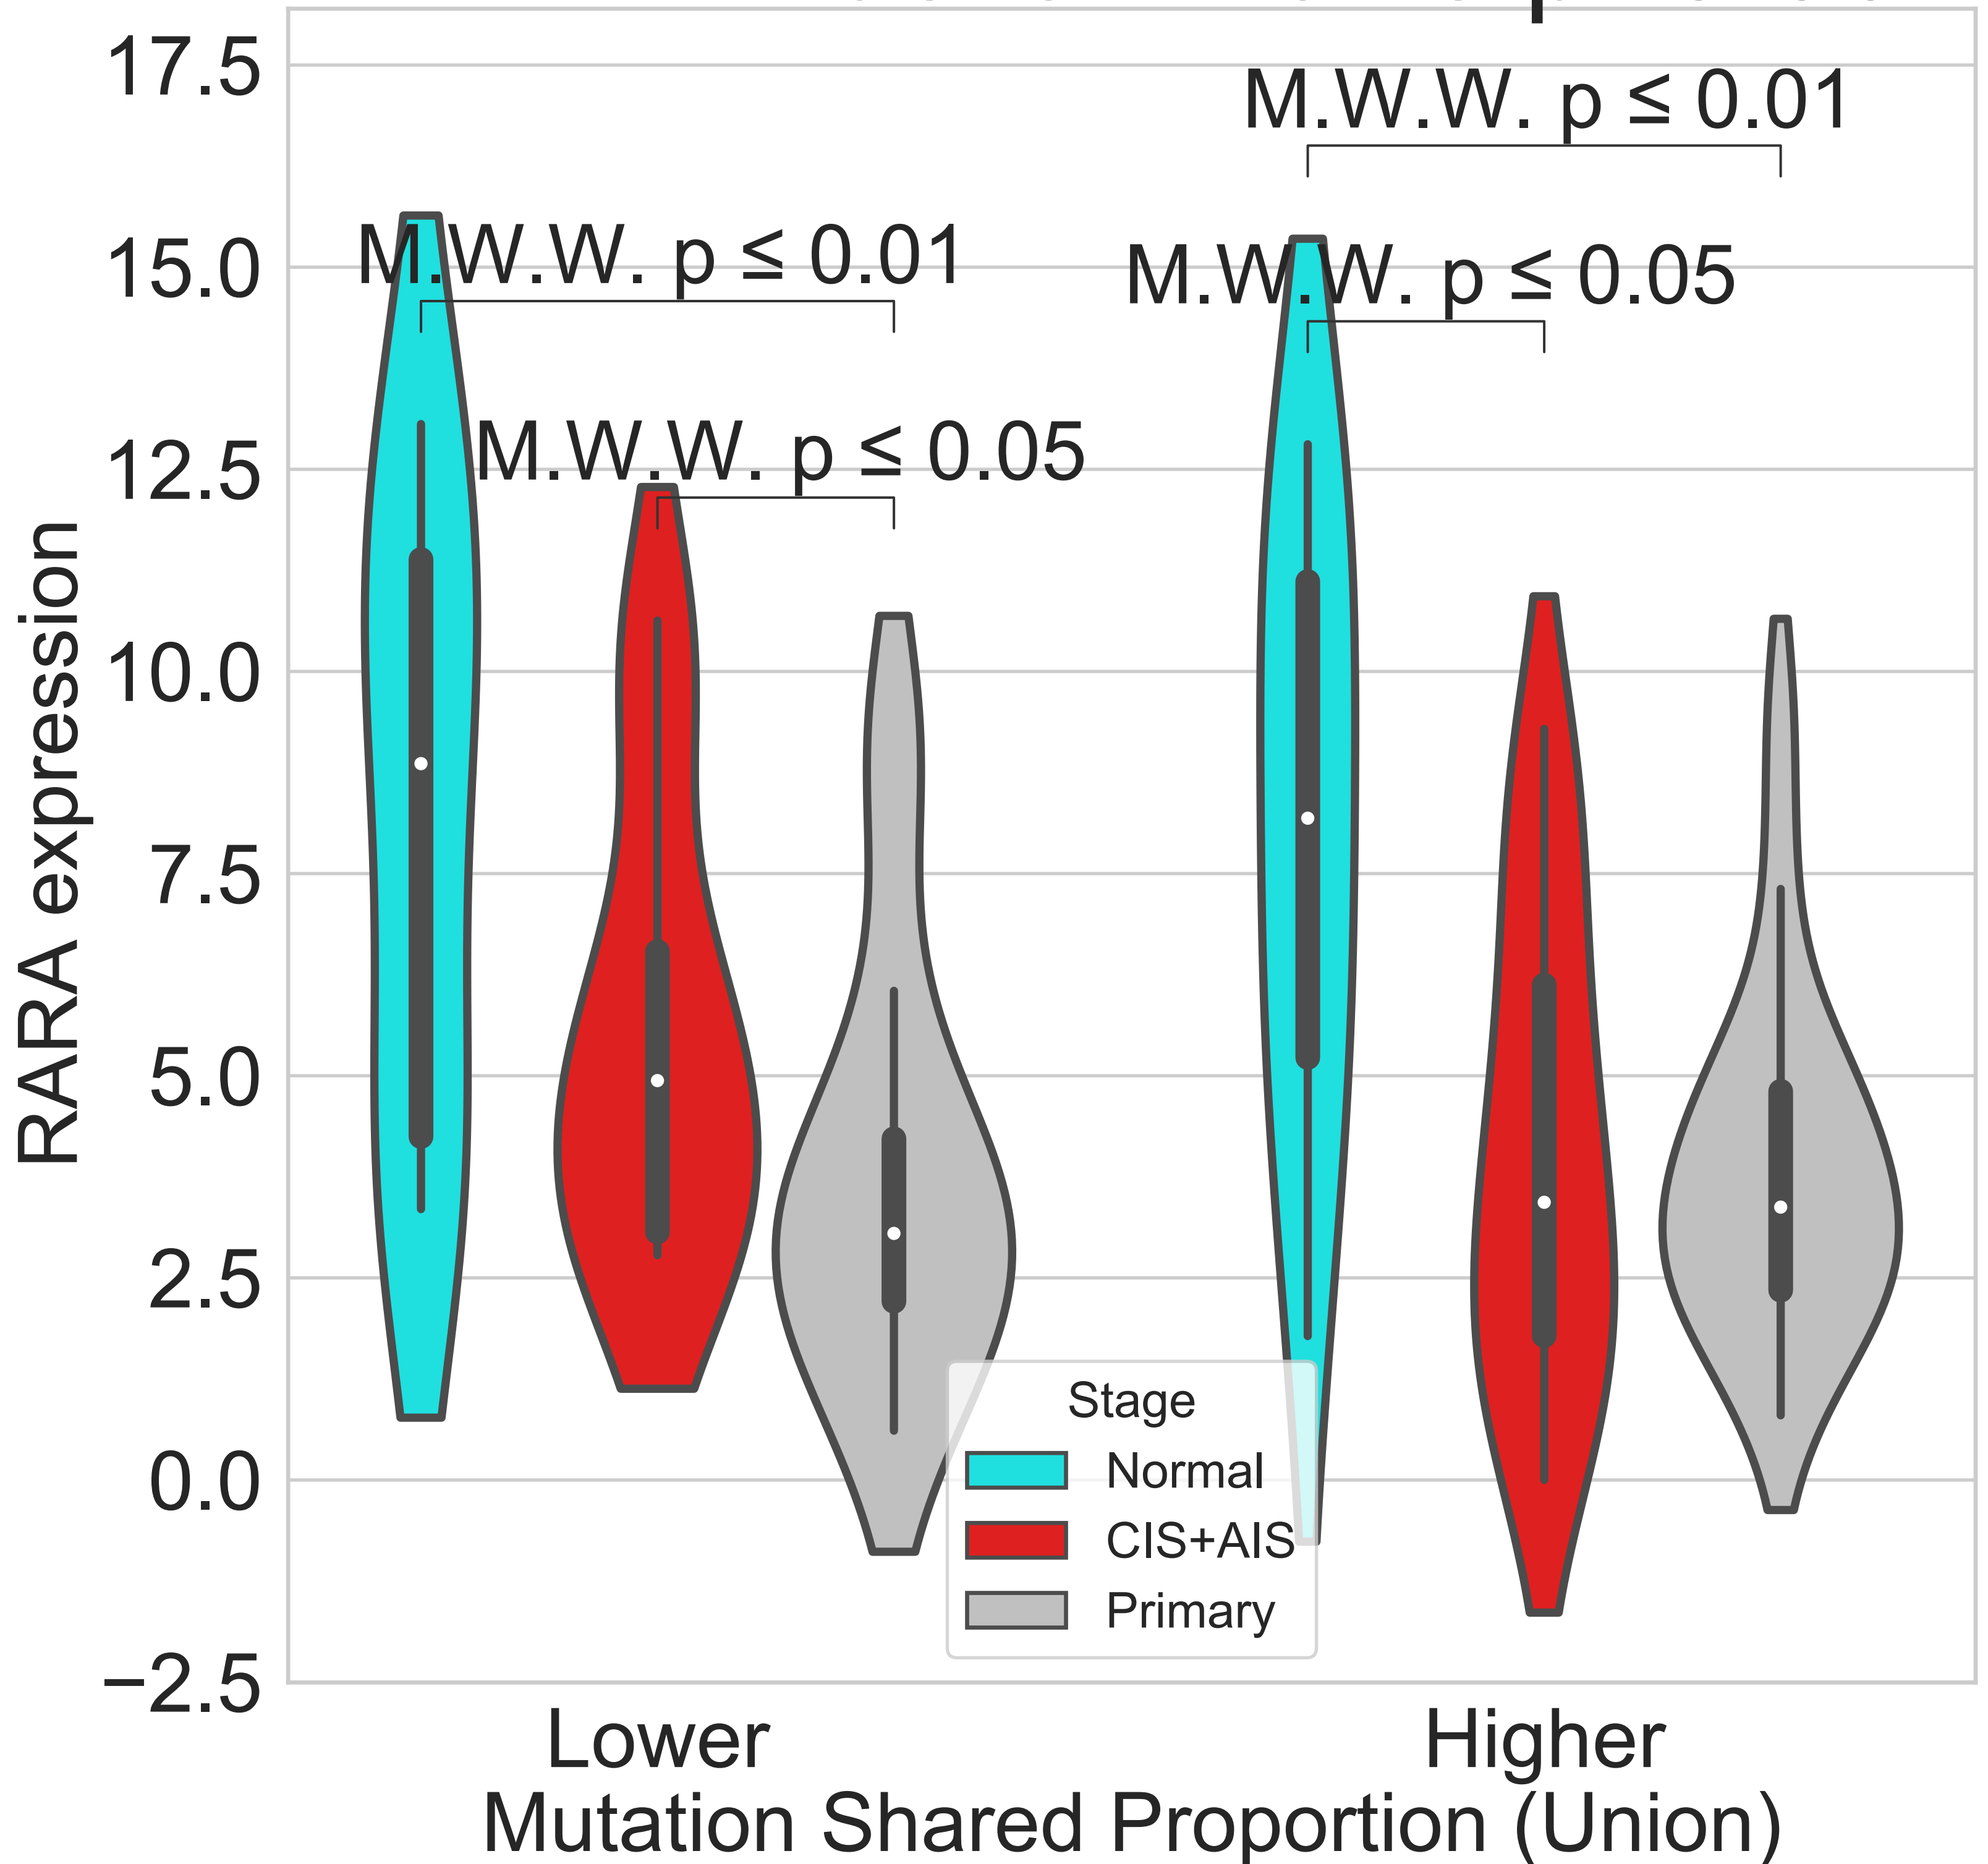 17.5
15.0
12.5
10.0
7.5
5.0
2.5
0.0
−2.5
RARA expression
M.W.W. p ≤ 0.01
M.W.W. p ≤ 0.01
M.W.W. p ≤ 0.05
M.W.W. p ≤ 0.05
Stage
Normal
CIS+AIS
Primary
Lower
Higher
Mutation Shared Proportion (Union)